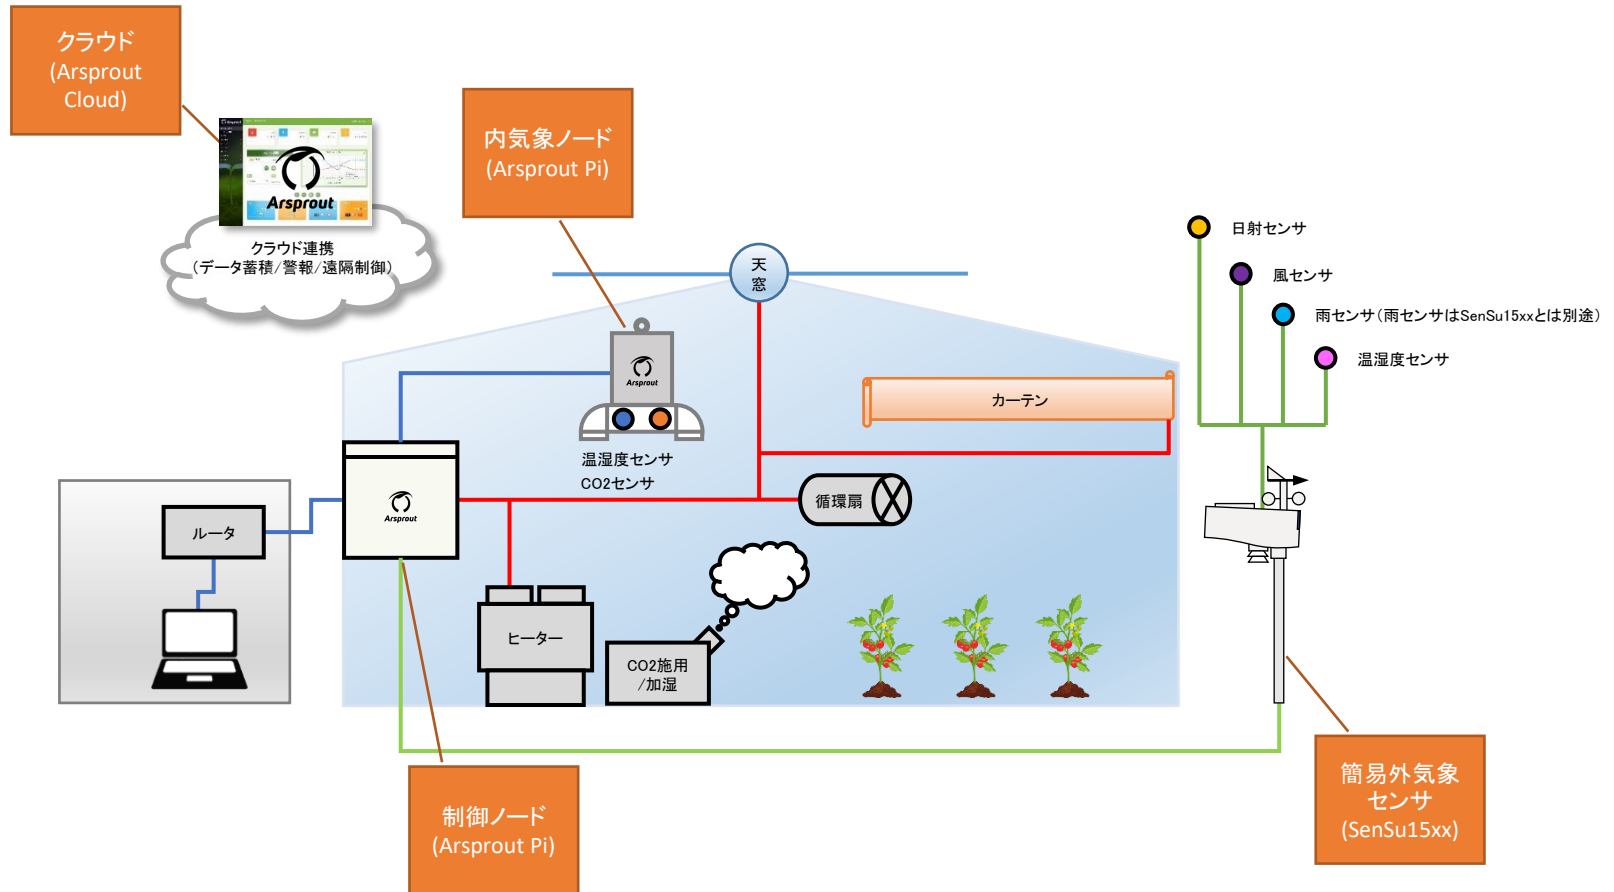 クラウド
(Arsprout
Cloud)
Arsprout
クラウド連携
（データ蓄積/警報/遠隔制御）
内気象ノード
(Arsprout Pi)
天
窓
日射センサ
風センサ
雨センサ（雨センサはSenSu15xxとは別途）
温湿度センサ
Arsprout
温湿度センサ
CO2センサ
カーテン
循環扇
Arsprout
ルータ
ヒーター
CO2施用
/加湿
制御ノード
(Arsprout Pi)
簡易外気象
センサ
(SenSu15xx)